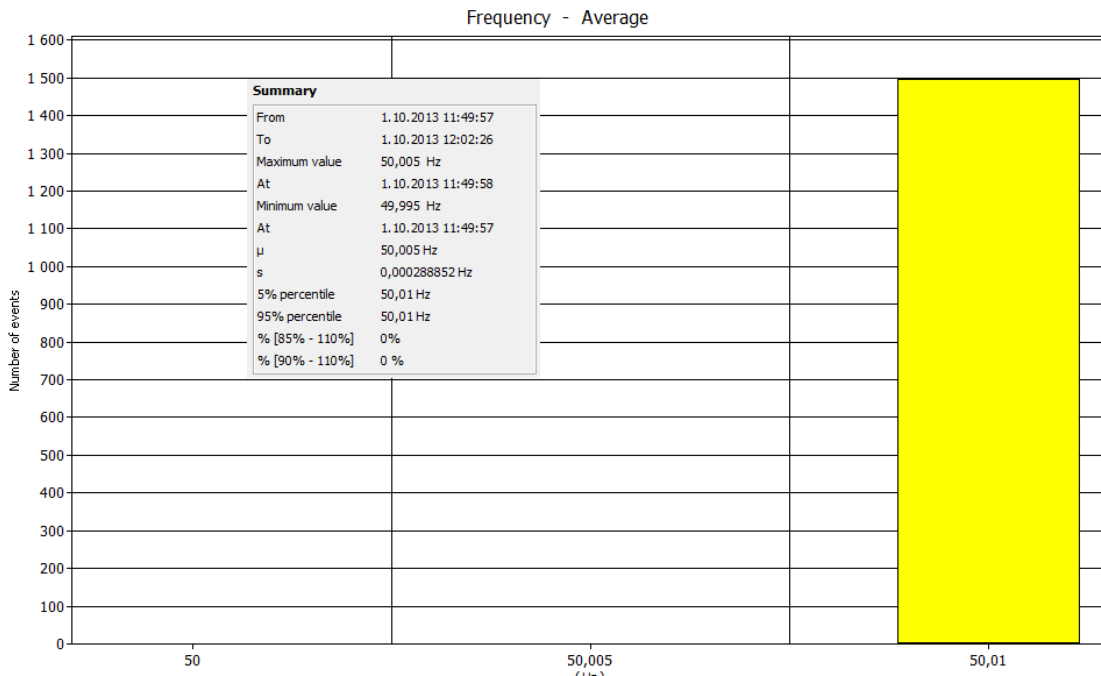 Frequency - Average
1 600
1 500
1 400
1 300
1 200
1 100
1 000
900
800
700
600
500
400
300
200
100
0
Number of events
Summary
From 1.10.2013 11:49:57
To 1.10.2013 12:02:26
Maximum value 50,005 Hz
At 1.10.2013 11:49:58
Minimum value 49,995 Hz
At 1.10.2013 11:49:57
µ 50,005 Hz
s 0,000288852 Hz
5% percentile 50,01 Hz
95% percentile 50,01 Hz
% [85% - 110%] 0%
% [90% - 110%] 0 %
50 50,005 50,01